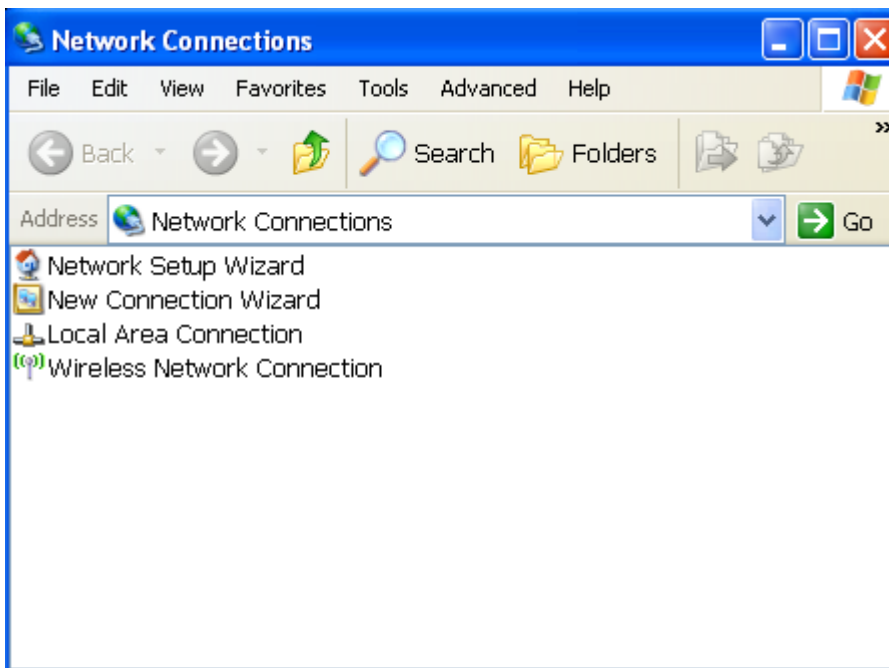 Network Connections
File Edit View Favorites Tools Advanced Help
Back Search Folders »
Address Network Connections Go
Network Setup Wizard
New Connection Wizard
Local Area Connection
Wireless Network Connection